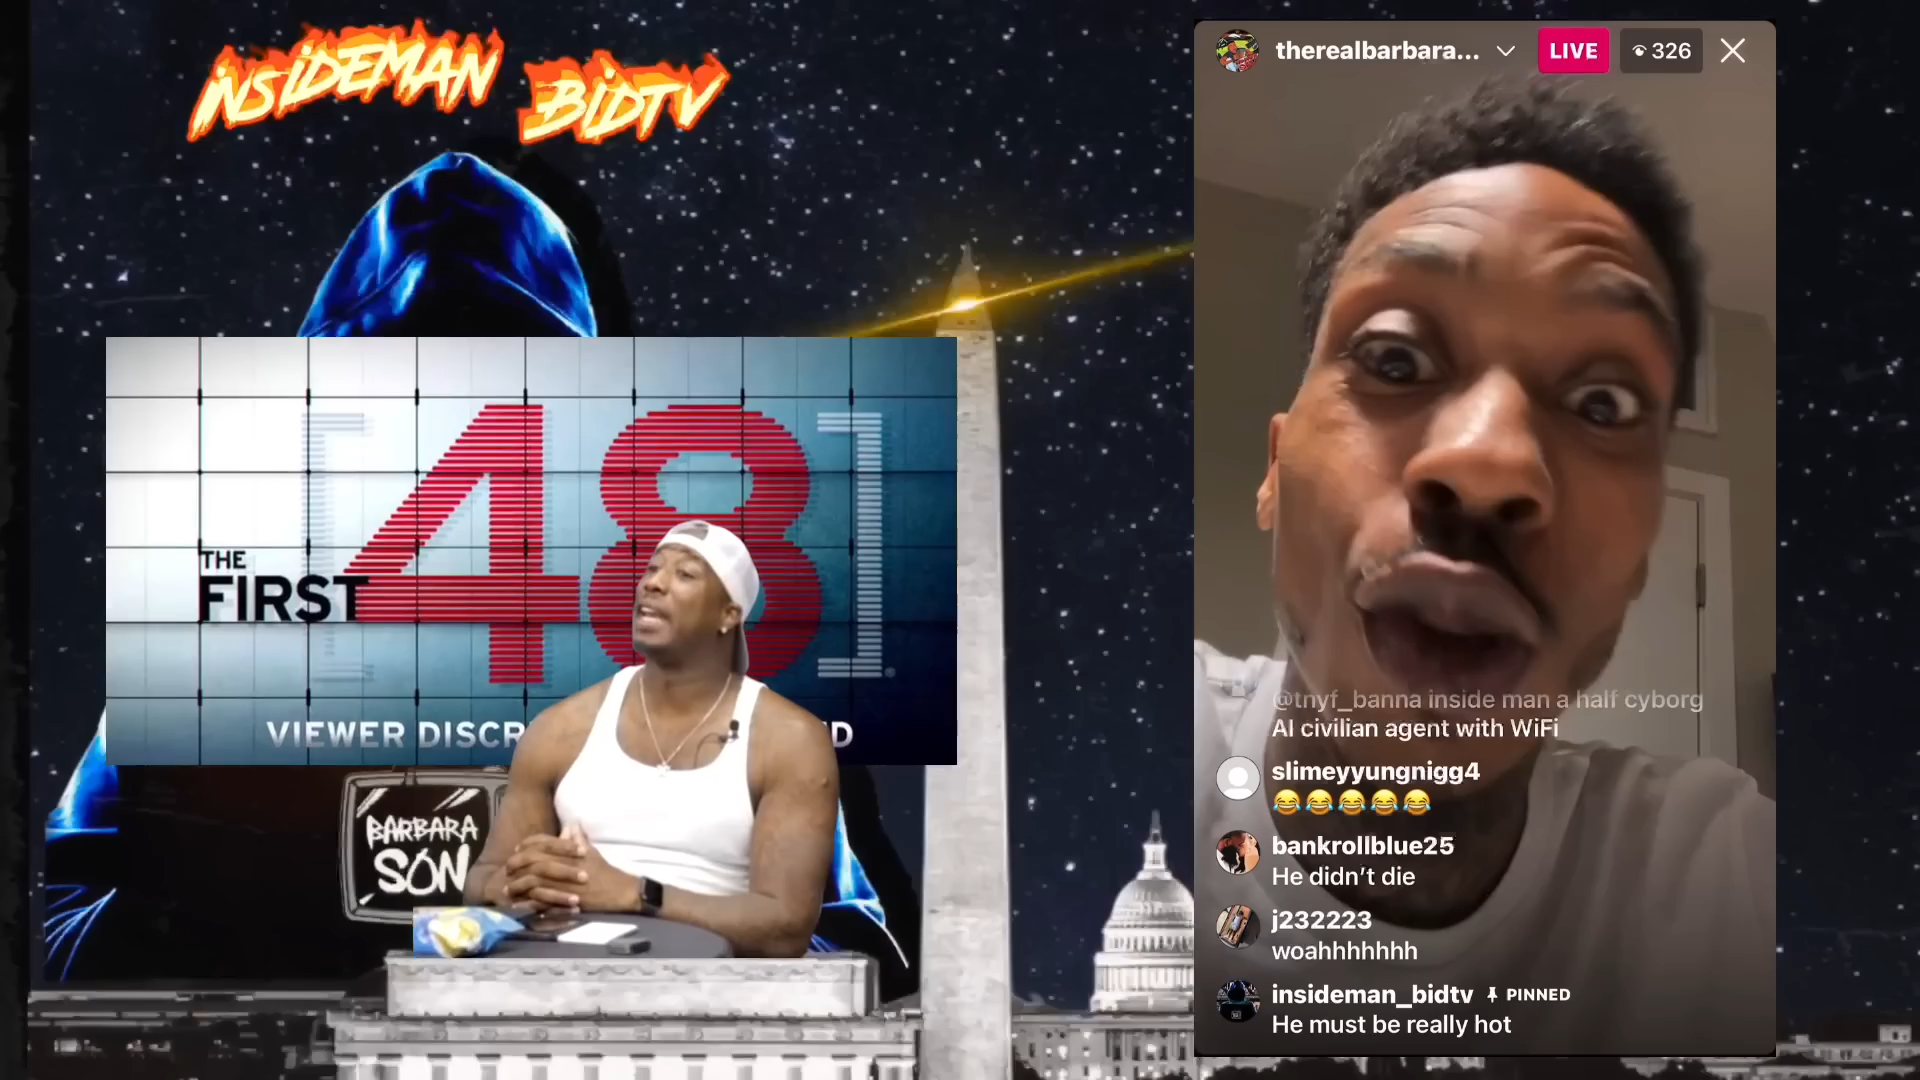 INSIDEMAN BIDTV
THE
FIRST
[48]
VIEWER DISCR
D
BARBARA
SON
therealbarbara...
LIVE
326
@tnyf_banna inside man a half cyborg
AI civilian agent with WiFi
slimeyyungnigg4
😂😂😂😂😂
bankrollblue25
He didn't die
j232223
woahhhhhhh
insideman_bidtv PINNED
He must be really hot